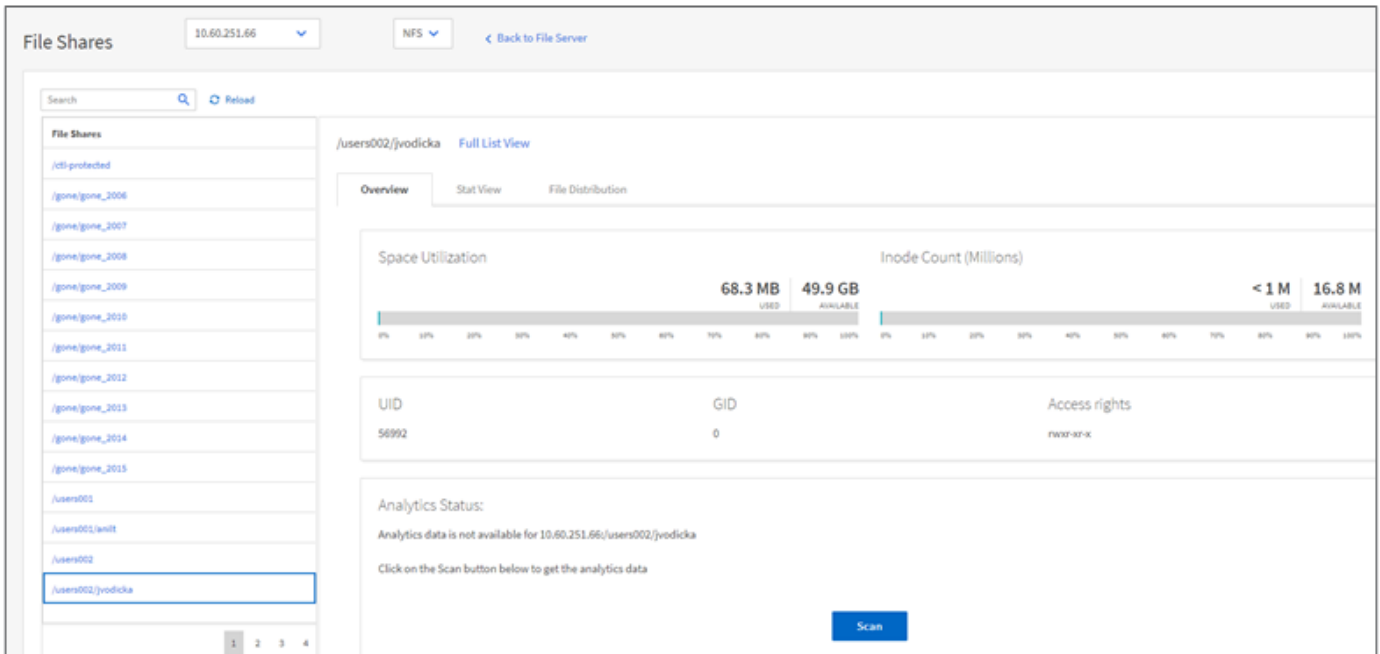 File Shares
10.60.251.66
NFS
Back to File Server
Search
Reload
File Shares
/ctl-protected
/gone/gone_2006
/gone/gone_2007
/gone/gone_2008
/gone/gone_2009
/gone/gone_2010
/gone/gone_2011
/gone/gone_2012
/gone/gone_2013
/gone/gone_2014
/gone/gone_2015
/users001
/users001/anilt
/users002
/users002/jvodicka
1 2 3 4
/users002/jvodicka Full List View
Overview Stat View File Distribution
Space Utilization
68.3 MB 49.9 GB
USED AVAILABLE
0% 10% 20% 30% 40% 50% 60% 70% 80% 90% 100%
Inode Count (Millions)
< 1 M 16.8 M
USED AVAILABLE
0% 10% 20% 30% 40% 50% 60% 70% 80% 90% 100%
UID GID Access rights
56992 0 rwxr-xr-x
Analytics Status:
Analytics data is not available for 10.60.251.66:/users002/jvodicka
Click on the Scan button below to get the analytics data
Scan